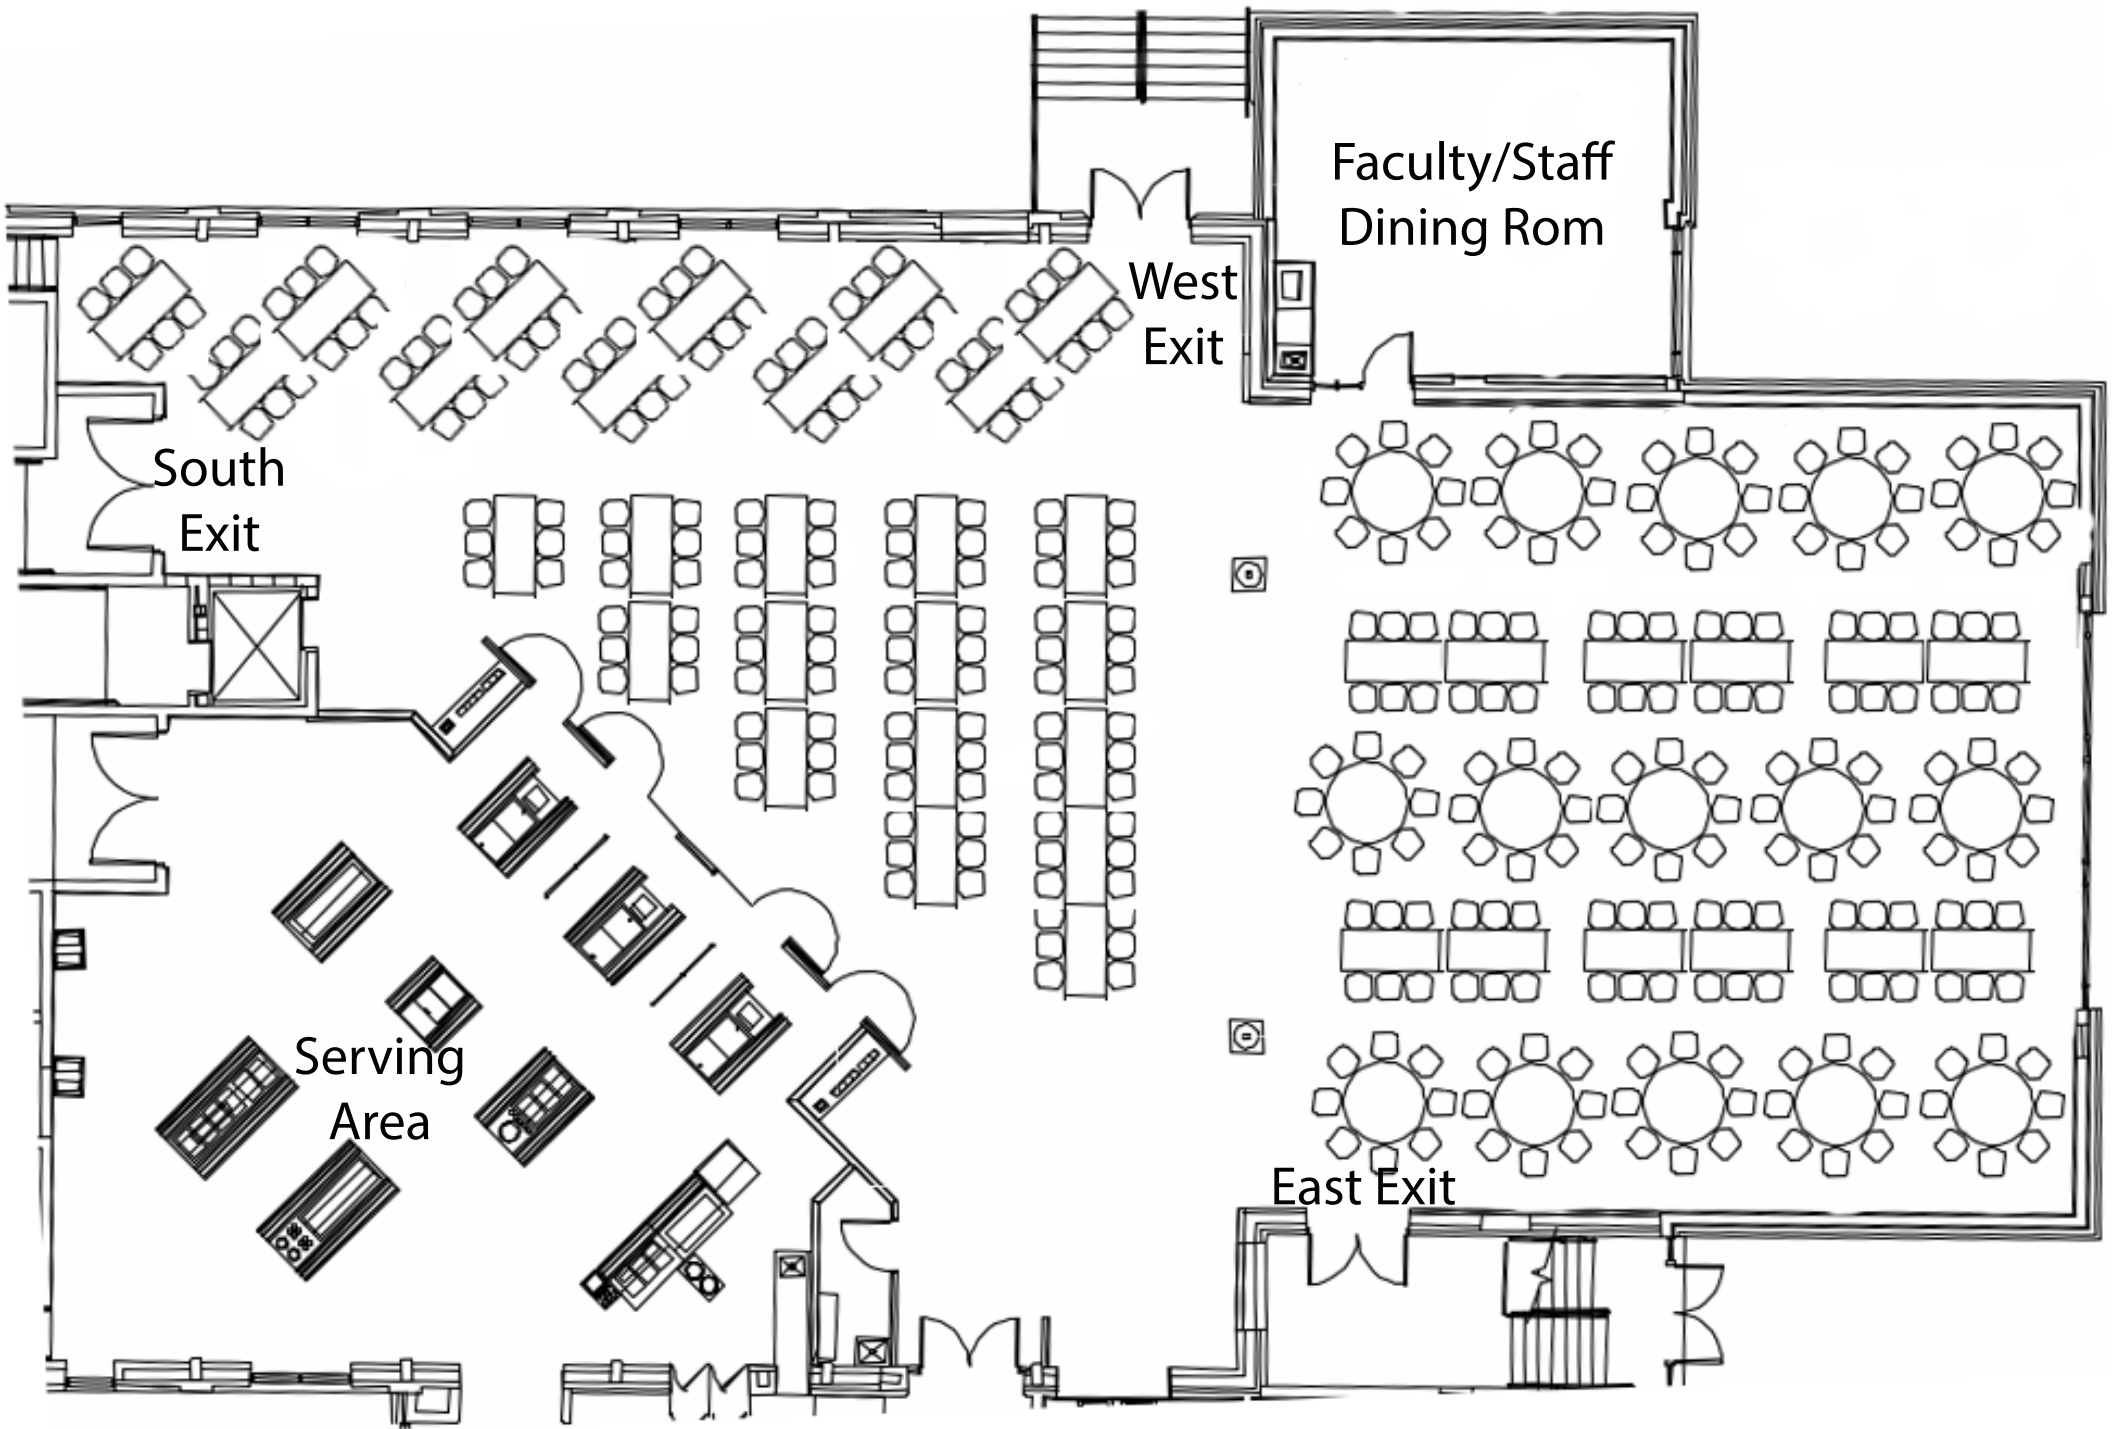 Faculty/Staff
Dining Rom
West
Exit
South
Exit
Serving
Area
East Exit